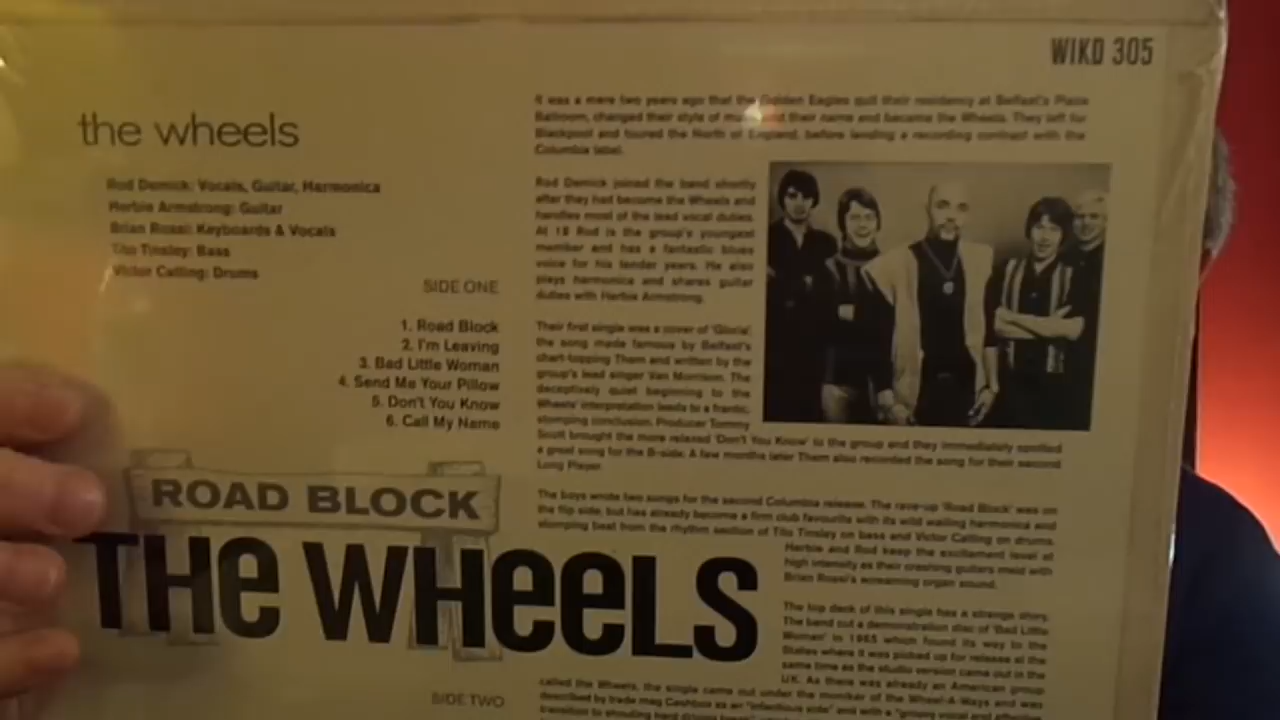 WIKD 305
the wheels
Rod Demick: Vocals, Guitar, Harmonica
Herbie Armstrong: Guitar
Brian Rossi: Keyboards & Vocals
Tito Tinsley: Bass
Victor Calling: Drums
SIDE ONE
1. Road Block
2. I'm Leaving
3. Bad Little Woman
4. Send Me Your Pillow
5. Don't You Know
6. Call My Name
ROAD BLOCK
THe WHeeLS
SIDE TWO
It was a mere two years ago that the Golden Eagles quit their residency at Belfast's Plaza
Ballroom, changed their style of and their name and became the Wheels. They left for
Blackpool and toured the North of England, before landing a recording contract with the
Columbia label.
Rod Demick joined the band shortly
after they had become the Wheels and
handles most of the lead vocal duties.
At 18 Rod is the group's youngest
member and has a fantastic blues
voice for his tender years. He also
plays harmonica and shares guitar
duties with Herbie Armstrong.
Their first single was a cover of 'Gloria',
the song made famous by Belfast's
chart-topping Them and written by the
group's lead singer Van Morrison. The
deceptively quiet beginning to the
Wheels' interpretation leads to a frantic,
stomping conclusion. Producer Tommy
Scott brought the more relaxed 'Don't You Know' to the group and they immediately spotted
a great song for the B-side. A few months later Them also recorded the song for their second
Long Player.
The boys wrote two songs for the second Columbia release. The rave-up 'Road Block' was on
the flip side, but has already become a firm club favourite with its wild wailing harmonica and
stomping beat from the rhythm section of Tito Tinsley on bass and Victor Calling on drums.
Herbie and Rod keep the excitement level at
high intensity as their crashing guitars meld with
Brian Rossi's screaming organ sound.
The top deck of this single has a strange story.
The band cut a demonstration disc of 'Bad Little
Woman' in 1965 which found its way to the
States where it was picked up for release at the
same time as the studio version came out in the
UK. As there was already an American group
called the Wheels, the single came out under the moniker of the Wheel-A-Ways and was
described by trade mag Cashbox as an "infectious side" and with a